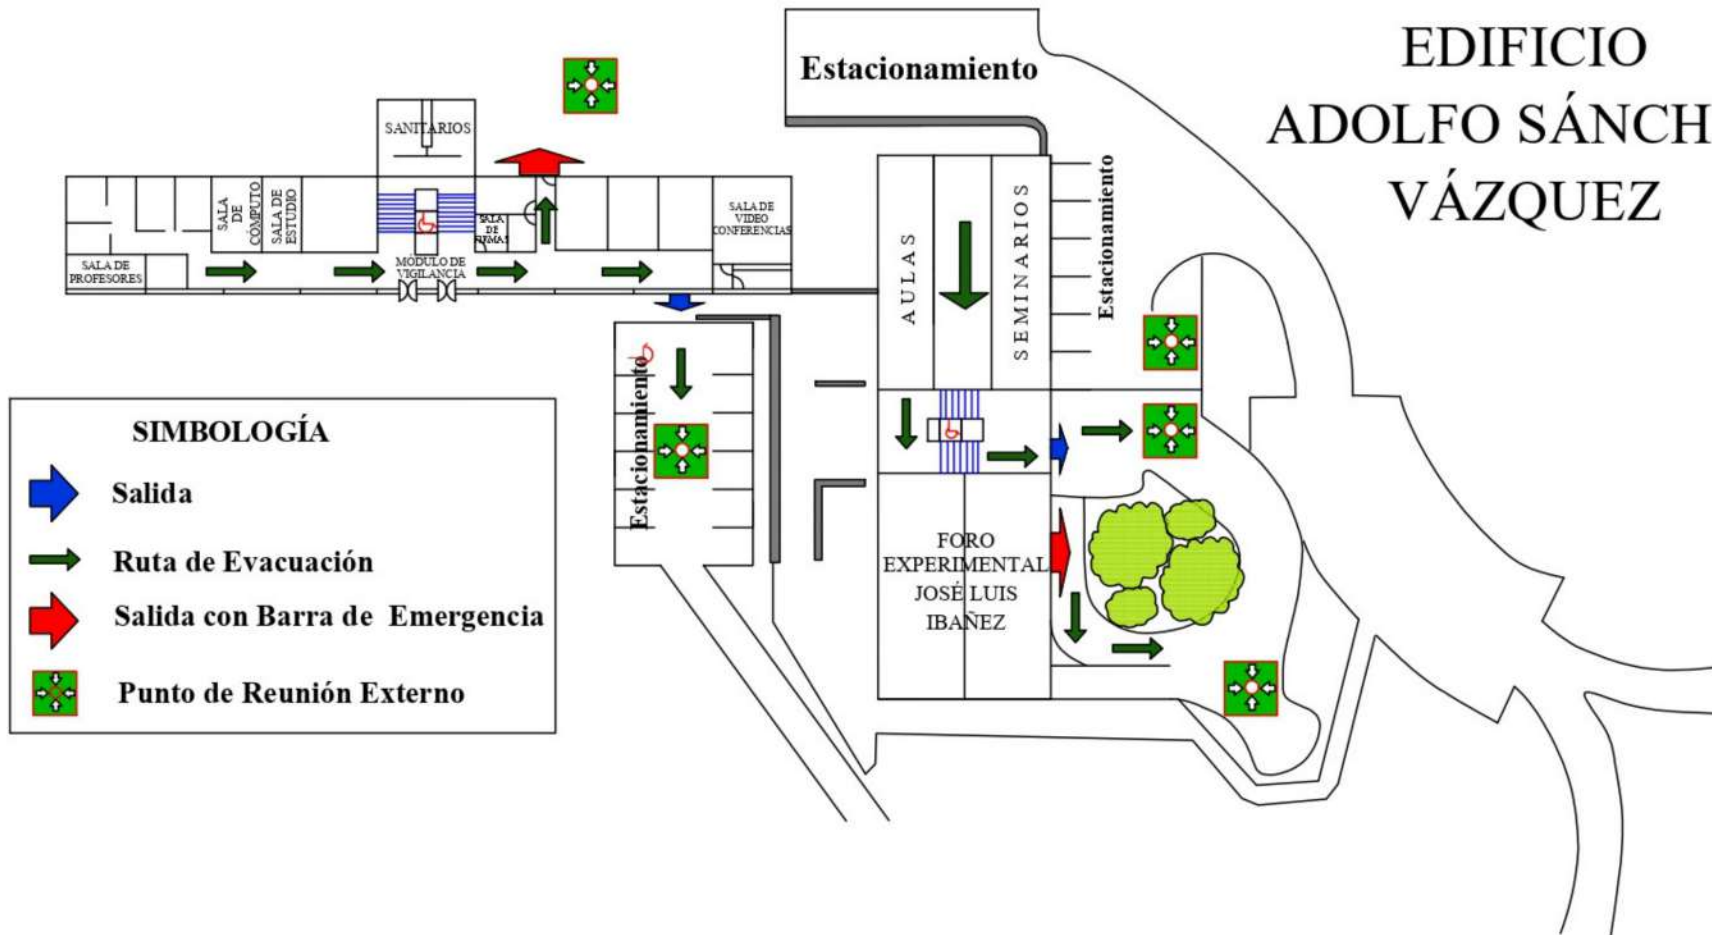 EDIFICIO
ADOLFO SÁNCH
VÁZQUEZ
Estacionamiento
SANITARIOS
SALA
DE
CÓMPUTO
SALA DE
ESTUDIO
SALA
DE
SALA DE
VIDEO
CONFERENCIAS
SALA DE
PROFESORES
MÓDULO DE
VIGILANCIA
AULAS
SEMINARIOS
Estacionamiento
Estacionamiento
FORO
EXPERIMENTAL
JOSÉ LUIS
IBAÑEZ
SIMBOLOGÍA
Salida
Ruta de Evacuación
Salida con Barra de Emergencia
Punto de Reunión Externo